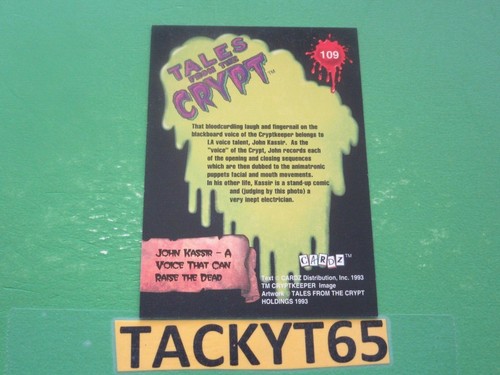 109
TALES
FROM THE
CRYPT™
That bloodcurdling laugh and fingernail on the
blackboard voice of the Cryptkeeper belongs to
LA voice talent, John Kassir. As the
"voice" of the Crypt, John records each
of the opening and closing sequences
which are then dubbed to the animatronic
puppets facial and mouth movements.
In his other life, Kassir is a stand-up comic
and (judging by this photo) a
very inept electrician.
JOHN KASSIR – A
VOICE THAT CAN
RAISE THE DEAD
CARDZ™
Text © CARDZ Distribution, Inc. 1993
TM CRYPTKEEPER Image
Artwork © TALES FROM THE CRYPT
HOLDINGS 1993
TACKYT65